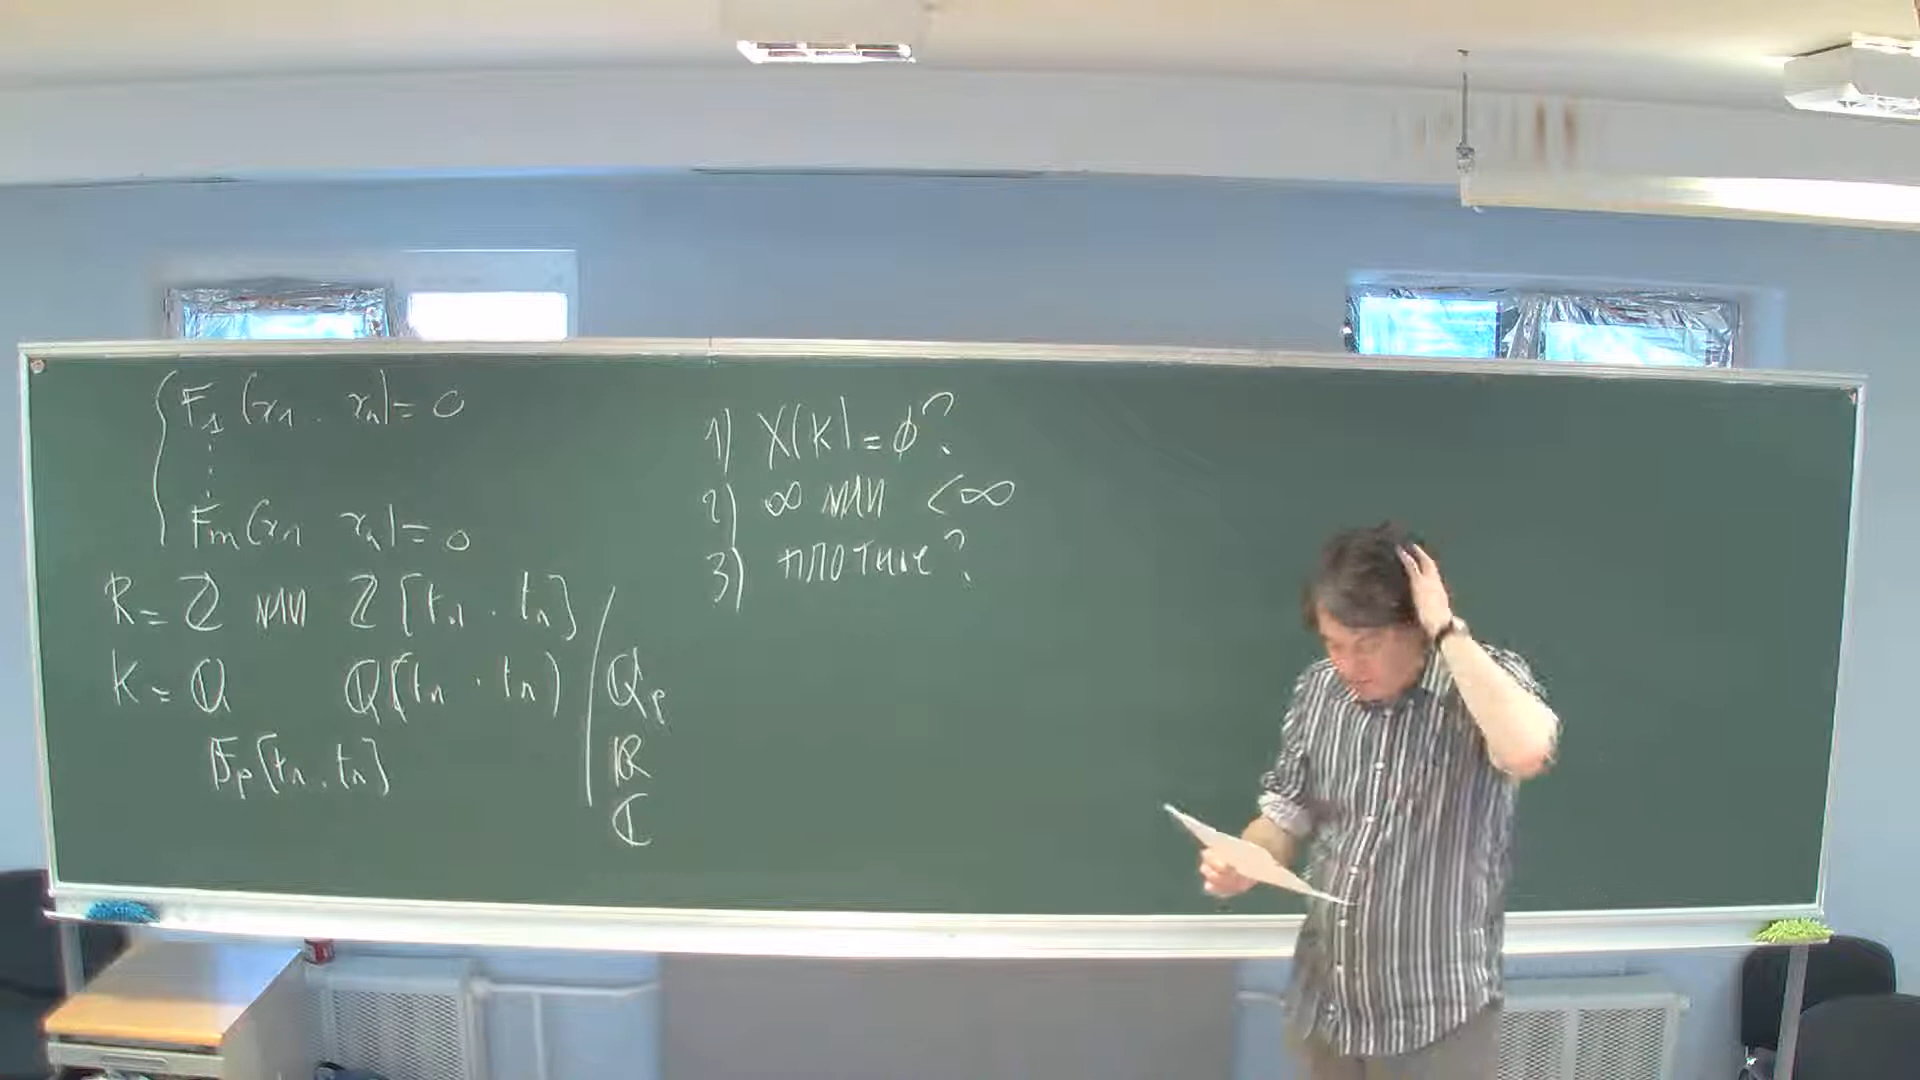 F₁(x₁ . xₙ) = 0
⋮
Fₘ(x₁ xₙ) = 0
R = ℤ или ℤ[t₁ . tₙ]
K = ℚ ℚ(t₁ . tₙ) ℚₚ
𝔽ₚ[t₁ . tₙ] ℝ
ℂ
1) X(K) = ∅?
2) ∞ или < ∞
3) плотные?